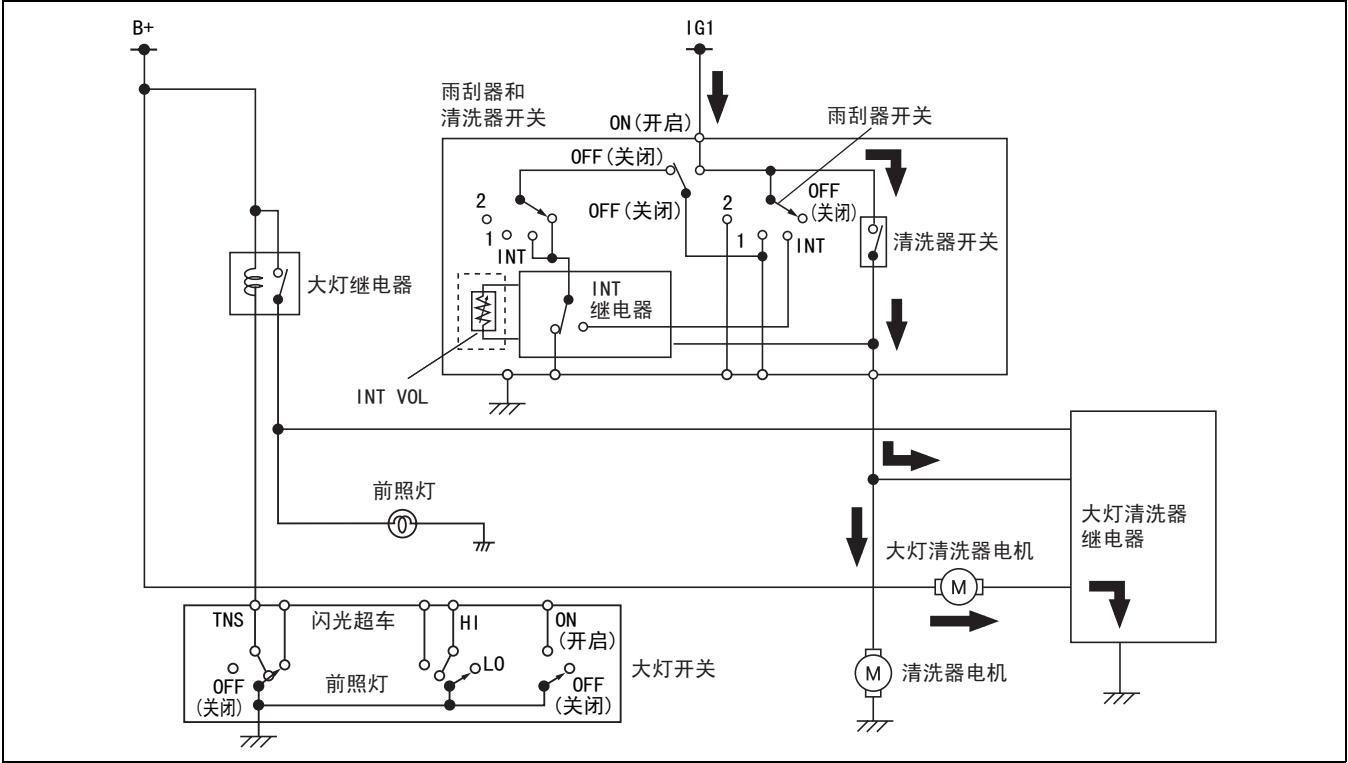 B+
IG1
雨刮器和
清洗器开关
ON(开启)
雨刮器开关
OFF(关闭)
OFF
(关闭)
2
OFF(关闭)
2
1
INT
1
INT
清洗器开关
大灯继电器
INT
继电器
INT VOL
前照灯
大灯清洗器
继电器
大灯清洗器电机
M
TNS
闪光超车
HI
ON
(开启)
LO
大灯开关
OFF
(关闭)
前照灯
OFF
(关闭)
M
清洗器电机